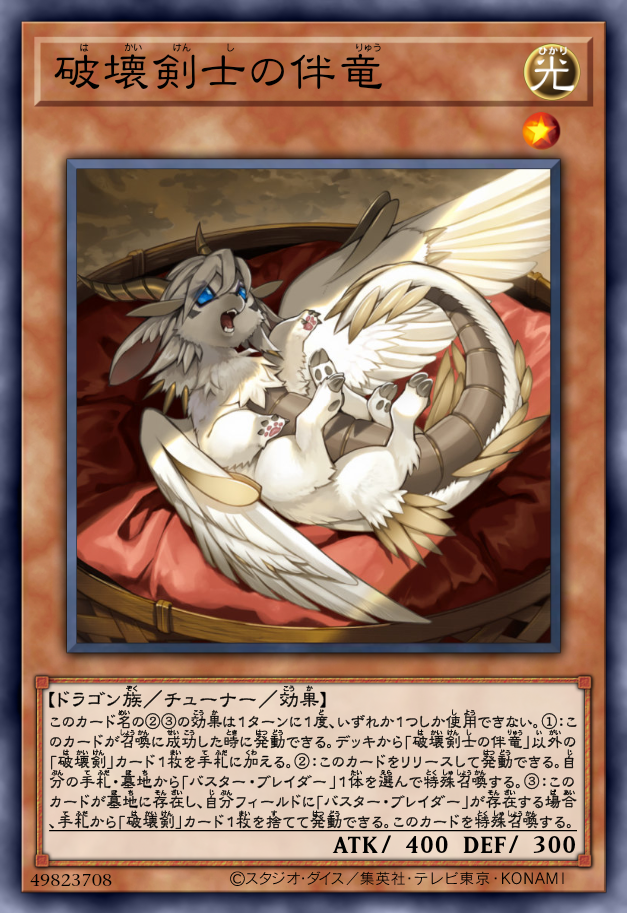 破壊剣士の伴竜
光
【ドラゴン族／チューナー／効果】
このカード名の②③の効果は1ターンに1度、いずれか1つしか使用できない。①:こ
のカードが召喚に成功した時に発動できる。デッキから「破壊剣士の伴竜」以外の
「破壊剣」カード1枚を手札に加える。②:このカードをリリースして発動できる。自
分の手札・墓地から「バスター・ブレイダー」1体を選んで特殊召喚する。③:この
カードが墓地に存在し、自分フィールドに「バスター・ブレイダー」が存在する場合、
手札から「破壊剣」カード1枚を捨てて発動できる。このカードを特殊召喚する。
ATK/ 400 DEF/ 300
49823708 ©スタジオ・ダイス／集英社・テレビ東京・KONAMI